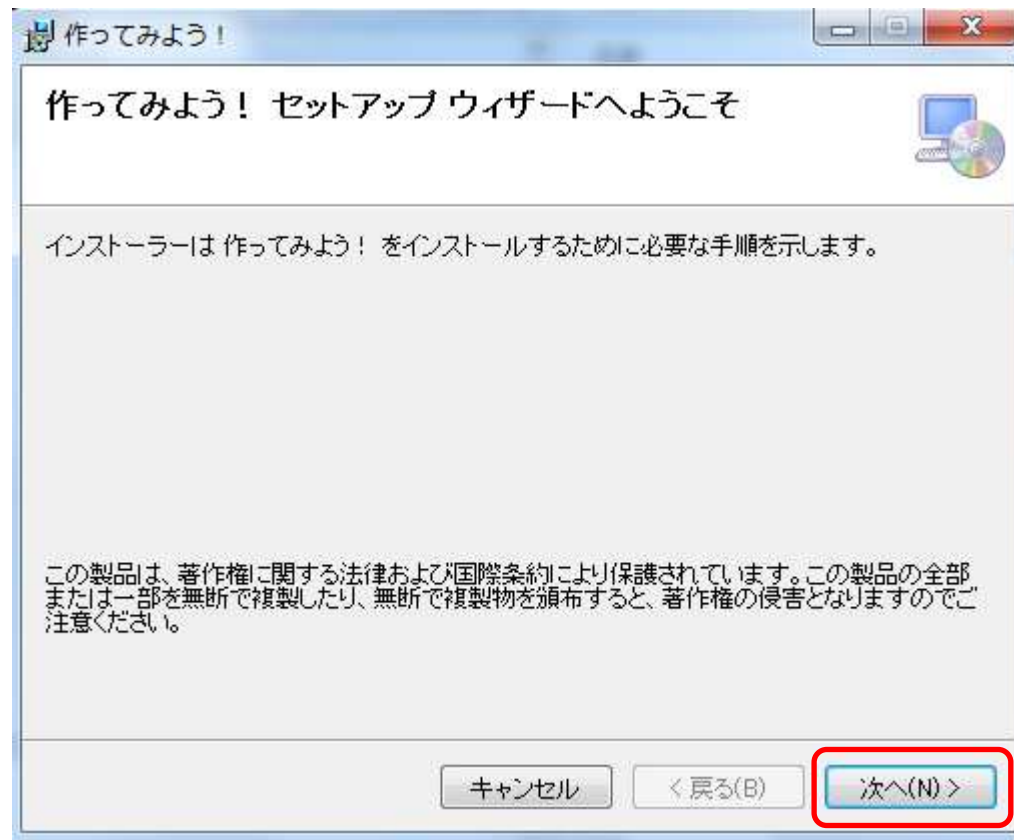 作ってみよう！
作ってみよう！ セットアップ ウィザードへようこそ
インストーラーは 作ってみよう！ をインストールするために必要な手順を示します。
この製品は、著作権に関する法律および国際条約により保護されています。この製品の全部
または一部を無断で複製したり、無断で複製物を頒布すると、著作権の侵害となりますのでご
注意ください。
キャンセル < 戻る(B) 次へ(N) >